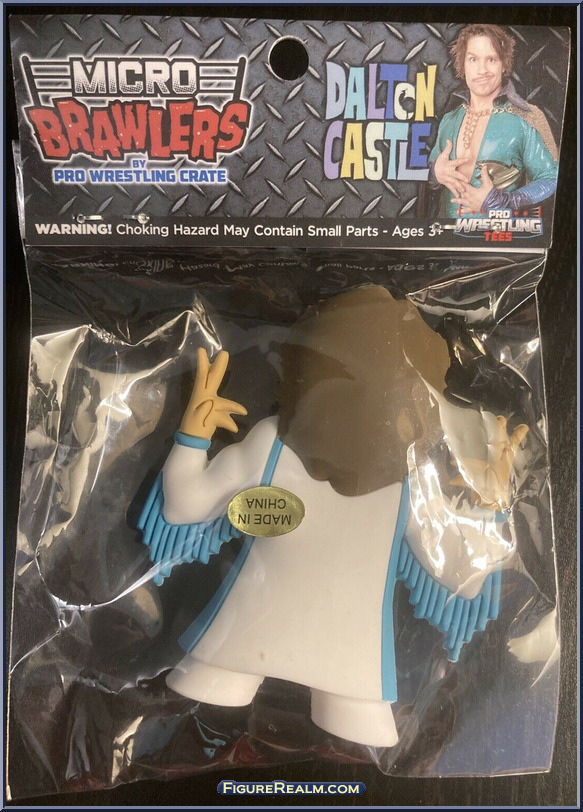 MICRO
BRAWLERS
BY
PRO WRESTLING CRATE
DALTON
CASTLE
PRO
WRESTLING
TEES
WARNING! Choking Hazard May Contain Small Parts - Ages 3+
MADE IN
CHINA
FIGUREREALM.COM